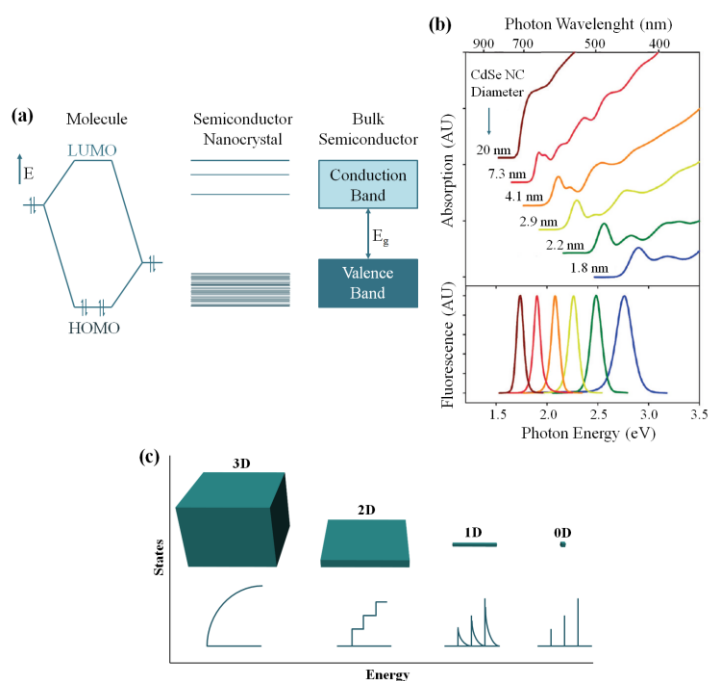 (a)
Molecule
LUMO
E
HOMO
Semiconductor
Nanocrystal
Bulk
Semiconductor
Conduction
Band
E_g
Valence
Band
(b)
Photon Wavelenght (nm)
900 700 500 400
CdSe NC
Diameter
20 nm
7.3 nm
4.1 nm
2.9 nm
2.2 nm
1.8 nm
Absorption (AU)
Fluorescence (AU)
1.5 2.0 2.5 3.0 3.5
Photon Energy (eV)
(c)
3D
2D
1D
0D
States
Energy